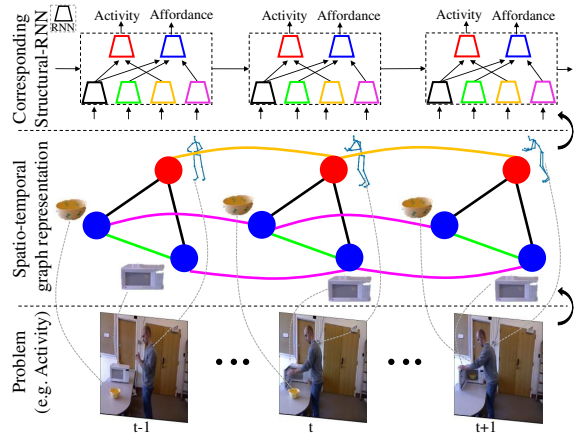 RNN
Activity Affordance
Activity Affordance
Activity Affordance
Corresponding
Structural-RNN
Spatio-temporal
graph representation
Problem
(e.g. Activity)
t-1
t
t+1